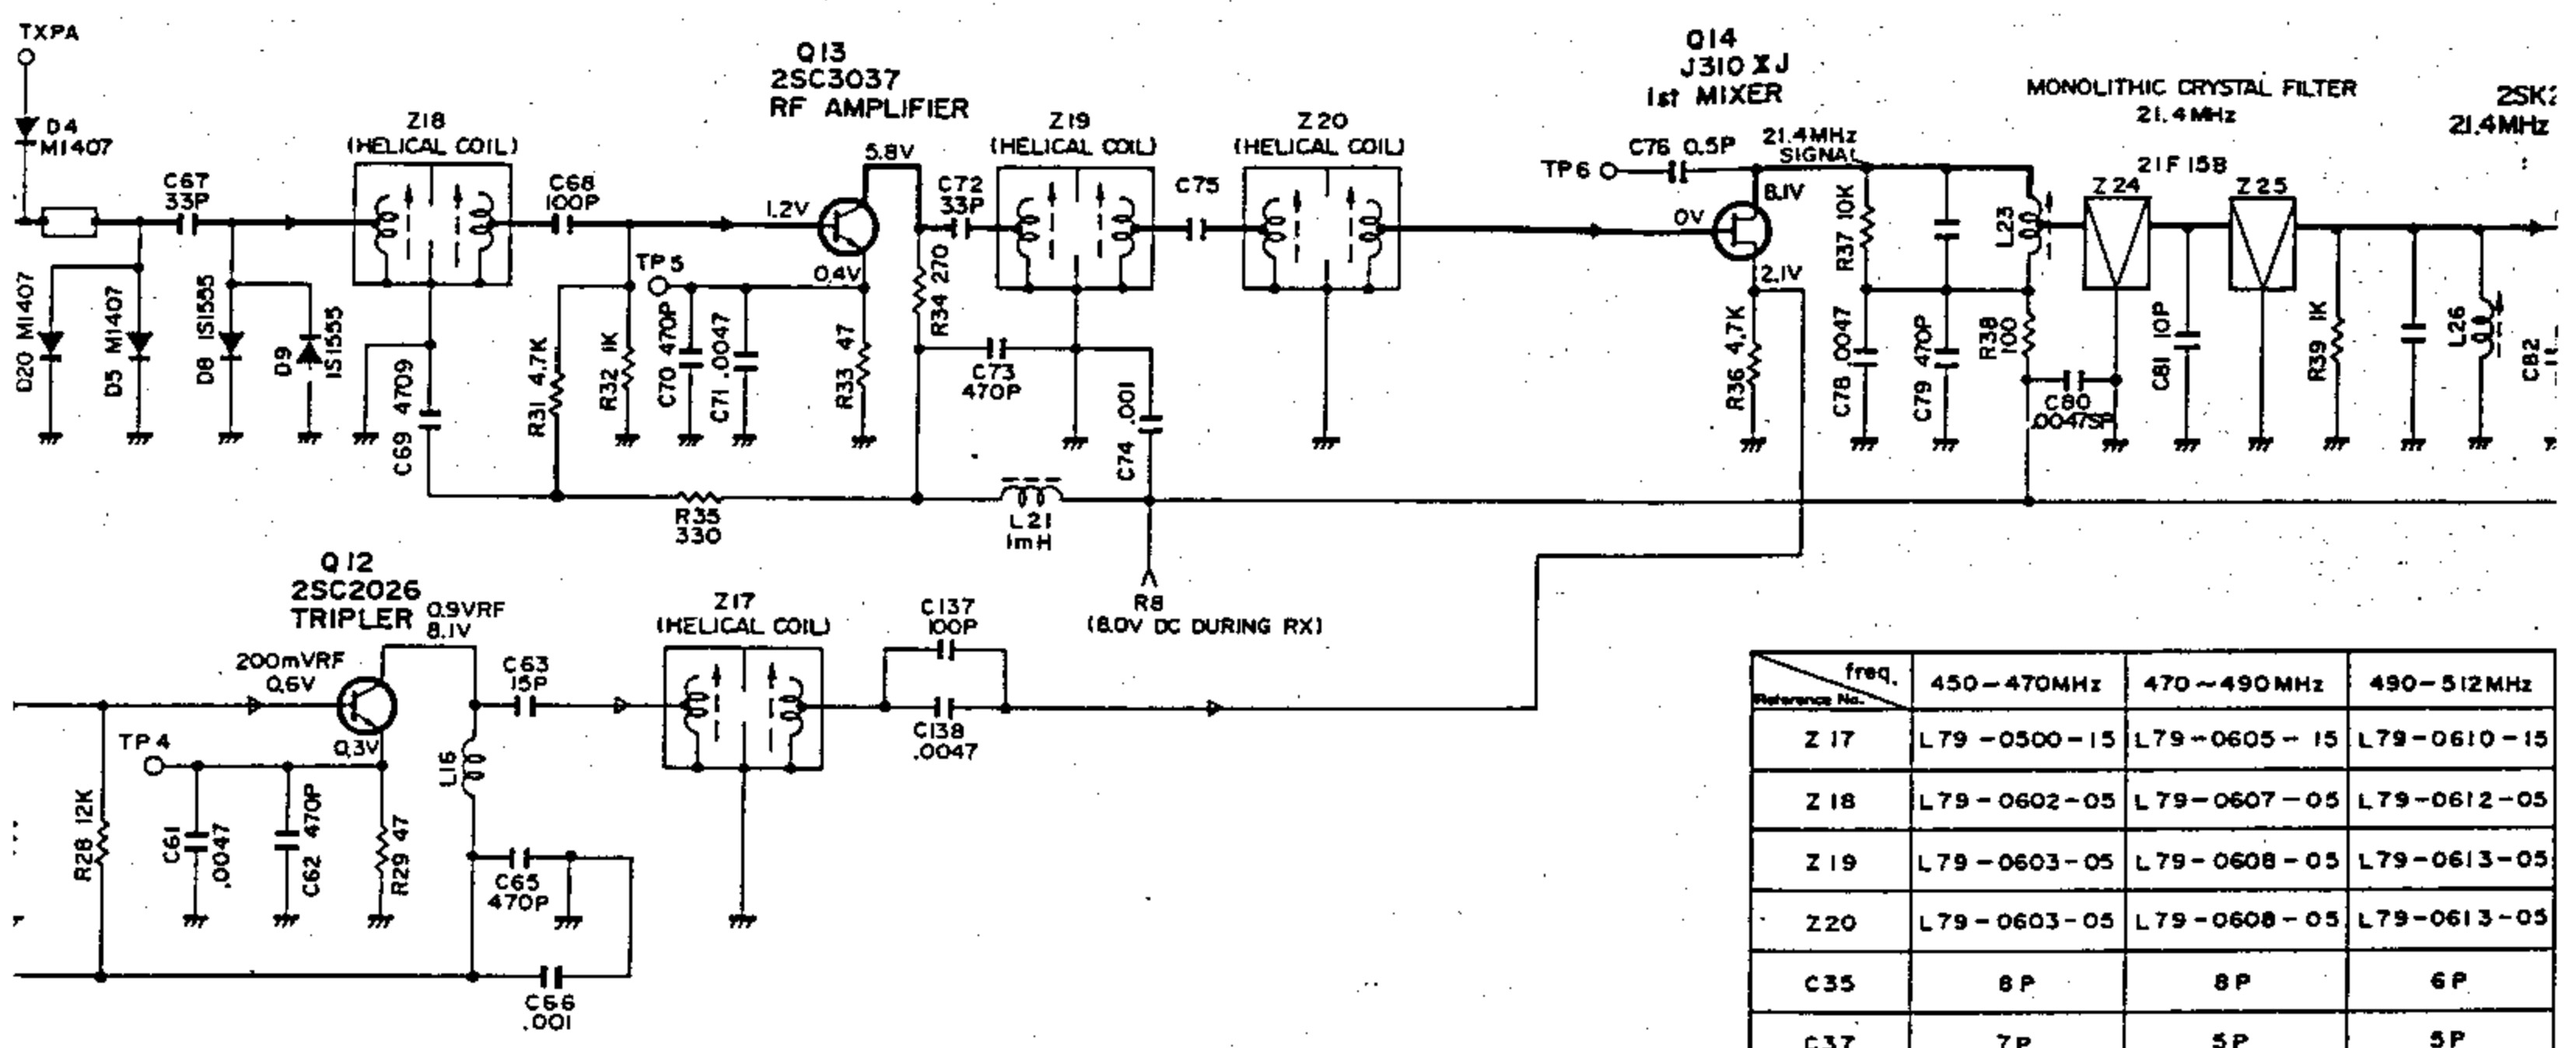 TXPA
D4
M1407
C67
33P
D20 M1407
D5 M1407
D8 IS1555
D9
IS1555
Z18
(HELICAL COIL)
C69 4709
C68
100P
Q13
2SC3037
RF AMPLIFIER
5.8V
1.2V
0.4V
TP5
R31 4.7K
R32 1K
C70 470P
C71 .0047
R33 47
R34 270
C72
33P
Z19
(HELICAL COIL)
C73
470P
C74 .001
C75
Z20
(HELICAL COIL)
R35
330
L21
1mH
R8
(8.0V DC DURING RX)
Q14
J310 XJ
1st MIXER
TP6
C76 0.5P
21.4MHz
SIGNAL
8.1V
0V
2.1V
R36 4.7K
R37 10K
C78 .0047
C79 470P
L23
R38
100
C80
.0047SP
MONOLITHIC CRYSTAL FILTER
21.4MHz
21F15B
Z24
Z25
C81 10P
R39 1K
L26
C82
2SK2
21.4MHz
Q12
2SC2026
TRIPLER
0.9VRF
8.1V
200mVRF
0.6V
0.3V
TP4
R28 12K
C61
.0047
C62 470P
R29 47
L16
C63
15P
C65
470P
C66
.001
Z17
(HELICAL COIL)
C137
100P
C138
.0047
freq.
Reference No.
450~470MHz
470~490MHz
490-512MHz
Z17
L79-0500-15
L79-0605-15
L79-0610-15
Z18
L79-0602-05
L79-0607-05
L79-0612-05
Z19
L79-0603-05
L79-0608-05
L79-0613-05
Z20
L79-0603-05
L79-0608-05
L79-0613-05
C35
8P
8P
6P
C37
7P
5P
5P